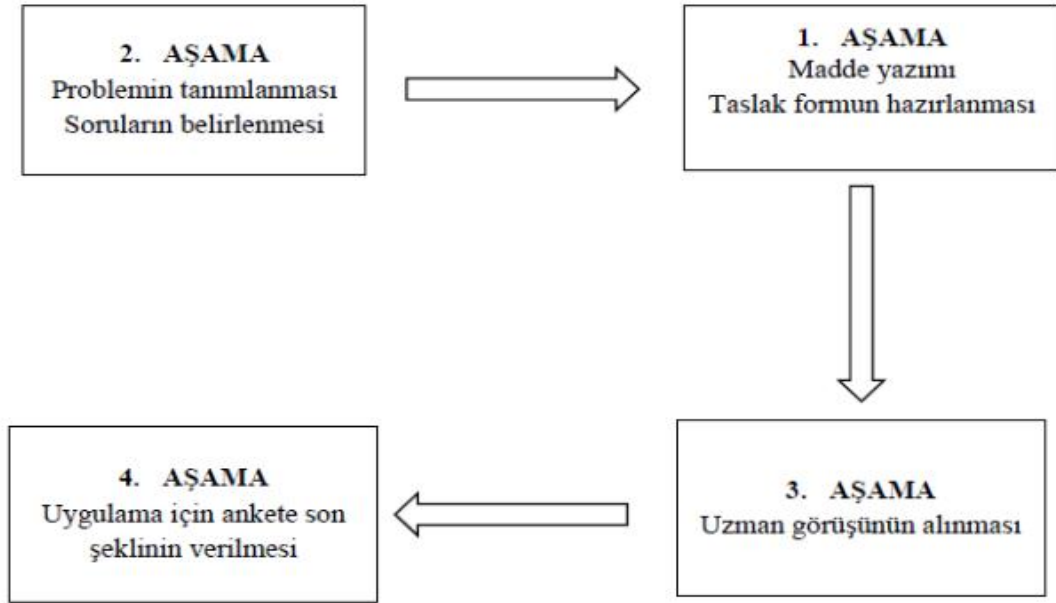 2. AŞAMA
Problemin tanımlanması
Soruların belirlenmesi
1. AŞAMA
Madde yazımı
Taslak formun hazırlanması
3. AŞAMA
Uzman görüşünün alınması
4. AŞAMA
Uygulama için ankete son
şeklinin verilmesi